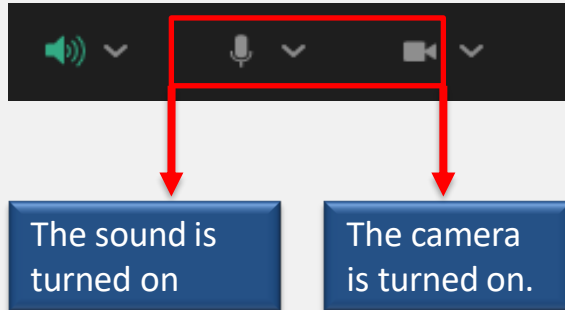 The sound is
turned on
The camera
is turned on.